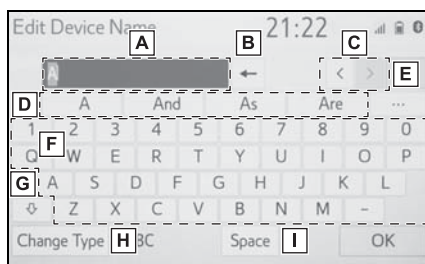 Edit Device Name 21:22
A B C
A ← < > E
D A And As Are ...
1 2 3 4 5 6 7 8 9 0
F
Q W E R T Y U I O P
G A S D F G H J K L
Z X C V B N M -
Change Type H BC Space I OK